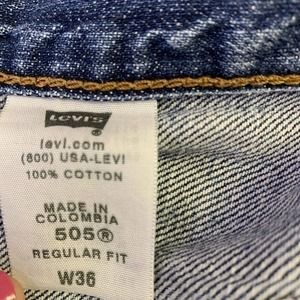 Levi's
levi.com
(800) USA-LEVI
100% COTTON
MADE IN
COLOMBIA
505®
REGULAR FIT
W36